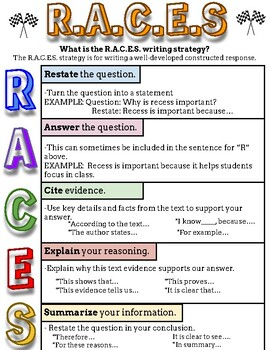 R.A.C.E.S
What is the R.A.C.E.S. writing strategy?
The R.A.C.E.S. strategy is for writing a well-developed constructed response.
R
Restate the question.
-Turn the question into a statement
EXAMPLE: Question: Why is recess important?
Restate: Recess is important because...
A
Answer the question.
-This can sometimes be included in the sentence for "R"
above.
EXAMPLE: Recess is important because it helps students
focus in class.
C
Cite evidence.
- Use key details and facts from the text to support your
answer.
"According to the text...
"The author states...
"I know____, because....
"For example...
E
Explain your reasoning.
-Explain why this text evidence supports our answer.
"This shows that...
"This evidence tells us...
"This proves...
"It is clear that...
S
Summarize your information.
- Restate the question in your conclusion.
"Therefore...
"For these reasons...
It is clear to see....
"In summary...